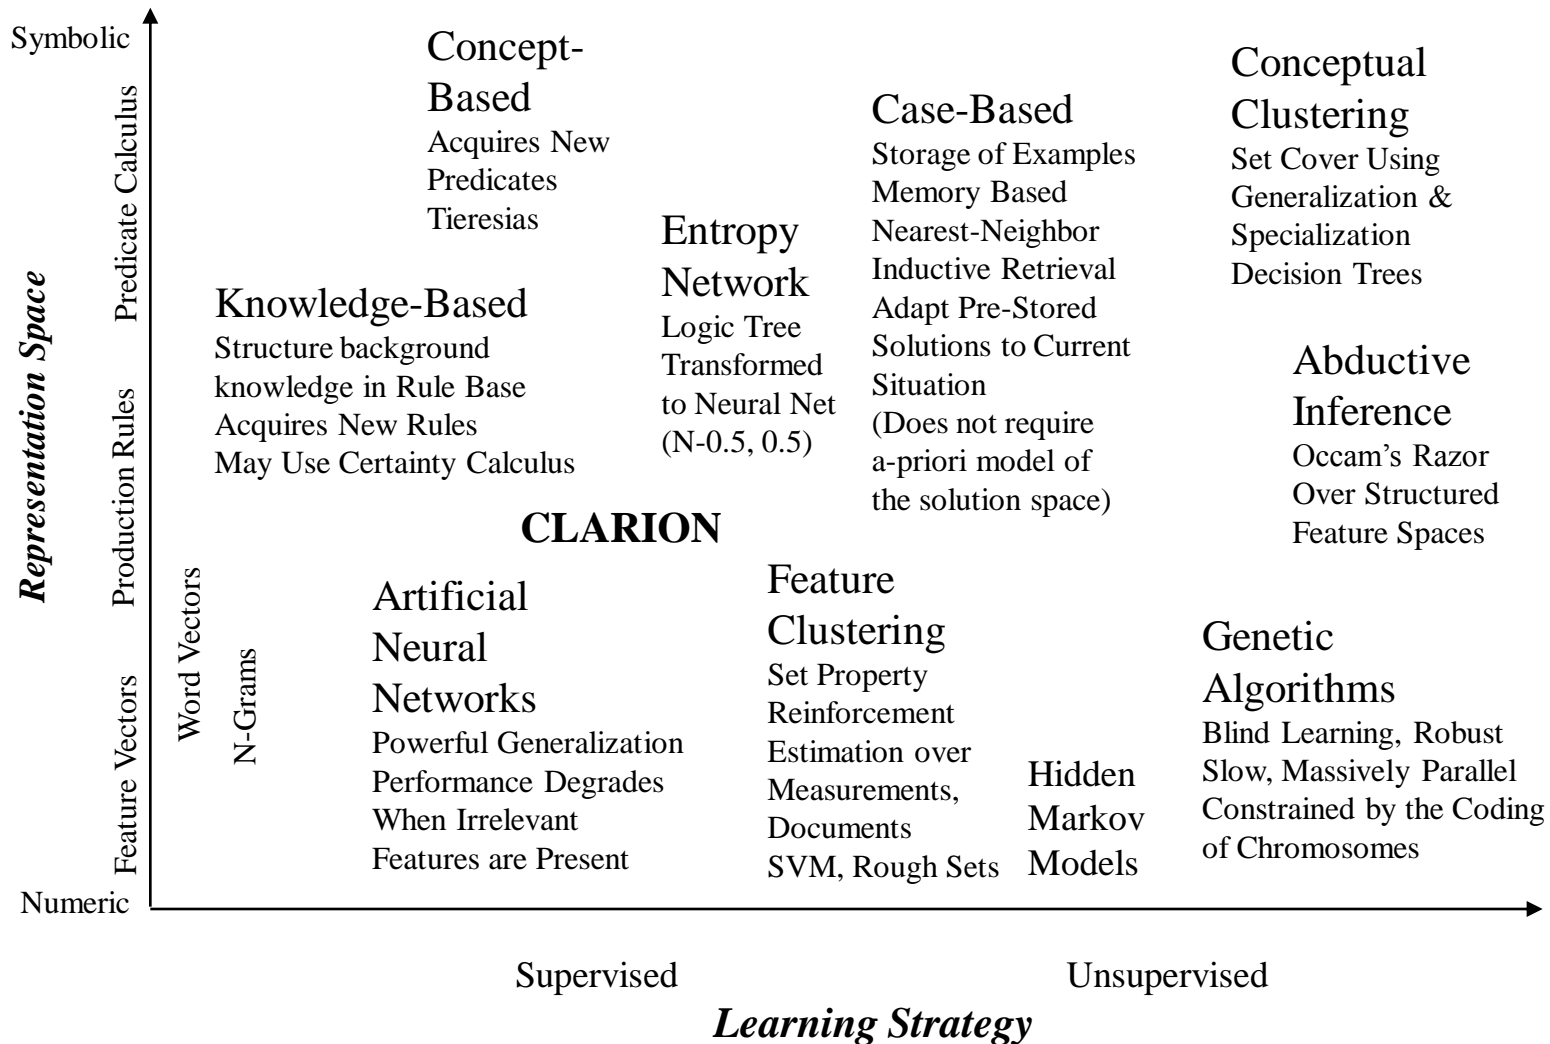 Symbolic
Predicate Calculus
Production Rules
Feature Vectors
Numeric
Representation Space
Word Vectors
N-Grams
Concept-
Based
Acquires New
Predicates
Tieresias
Knowledge-Based
Structure background
knowledge in Rule Base
Acquires New Rules
May Use Certainty Calculus
Entropy
Network
Logic Tree
Transformed
to Neural Net
(N-0.5, 0.5)
Case-Based
Storage of Examples
Memory Based
Nearest-Neighbor
Inductive Retrieval
Adapt Pre-Stored
Solutions to Current
Situation
(Does not require
a-priori model of
the solution space)
Conceptual
Clustering
Set Cover Using
Generalization &
Specialization
Decision Trees
Abductive
Inference
Occam’s Razor
Over Structured
Feature Spaces
CLARION
Artificial
Neural
Networks
Powerful Generalization
Performance Degrades
When Irrelevant
Features are Present
Feature
Clustering
Set Property
Reinforcement
Estimation over
Measurements,
Documents
SVM, Rough Sets
Hidden
Markov
Models
Genetic
Algorithms
Blind Learning, Robust
Slow, Massively Parallel
Constrained by the Coding
of Chromosomes
Supervised
Unsupervised
Learning Strategy